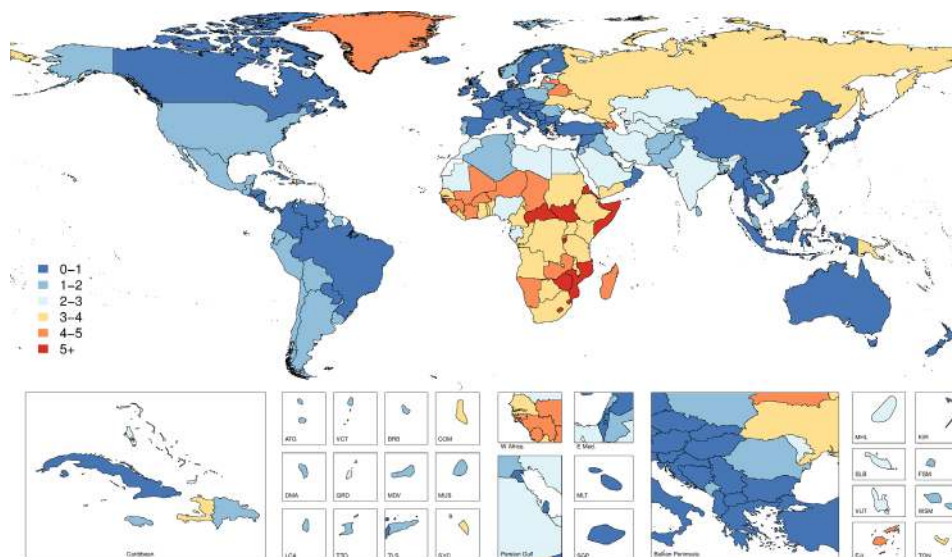 0-1
1-2
2-3
3-4
4-5
5+
Caribbean
ATG
VCT
BRB
COM
DMA
GRD
MDV
MUS
LCA
TTO
TLS
SYC
W Africa
E Med.
Persian Gulf
MLT
SGP
Balkan Peninsula
MHL
KIR
SLB
FSM
VUT
WSM
FJI
TON